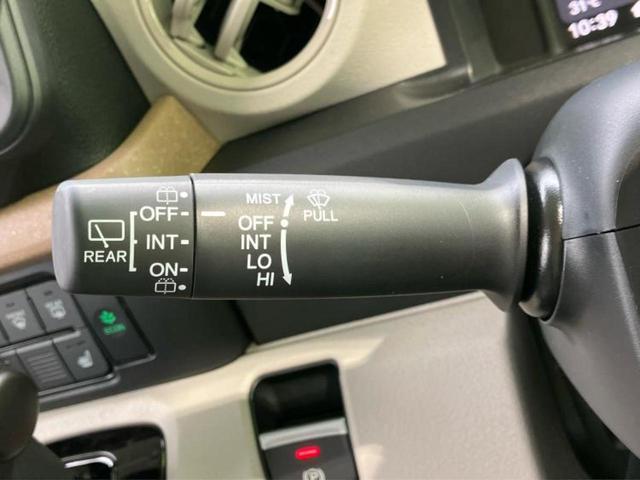 31℃
10:39
MIST
OFF
PULL
OFF
INT
INT
REAR
LO
ON
HI
ECON
P